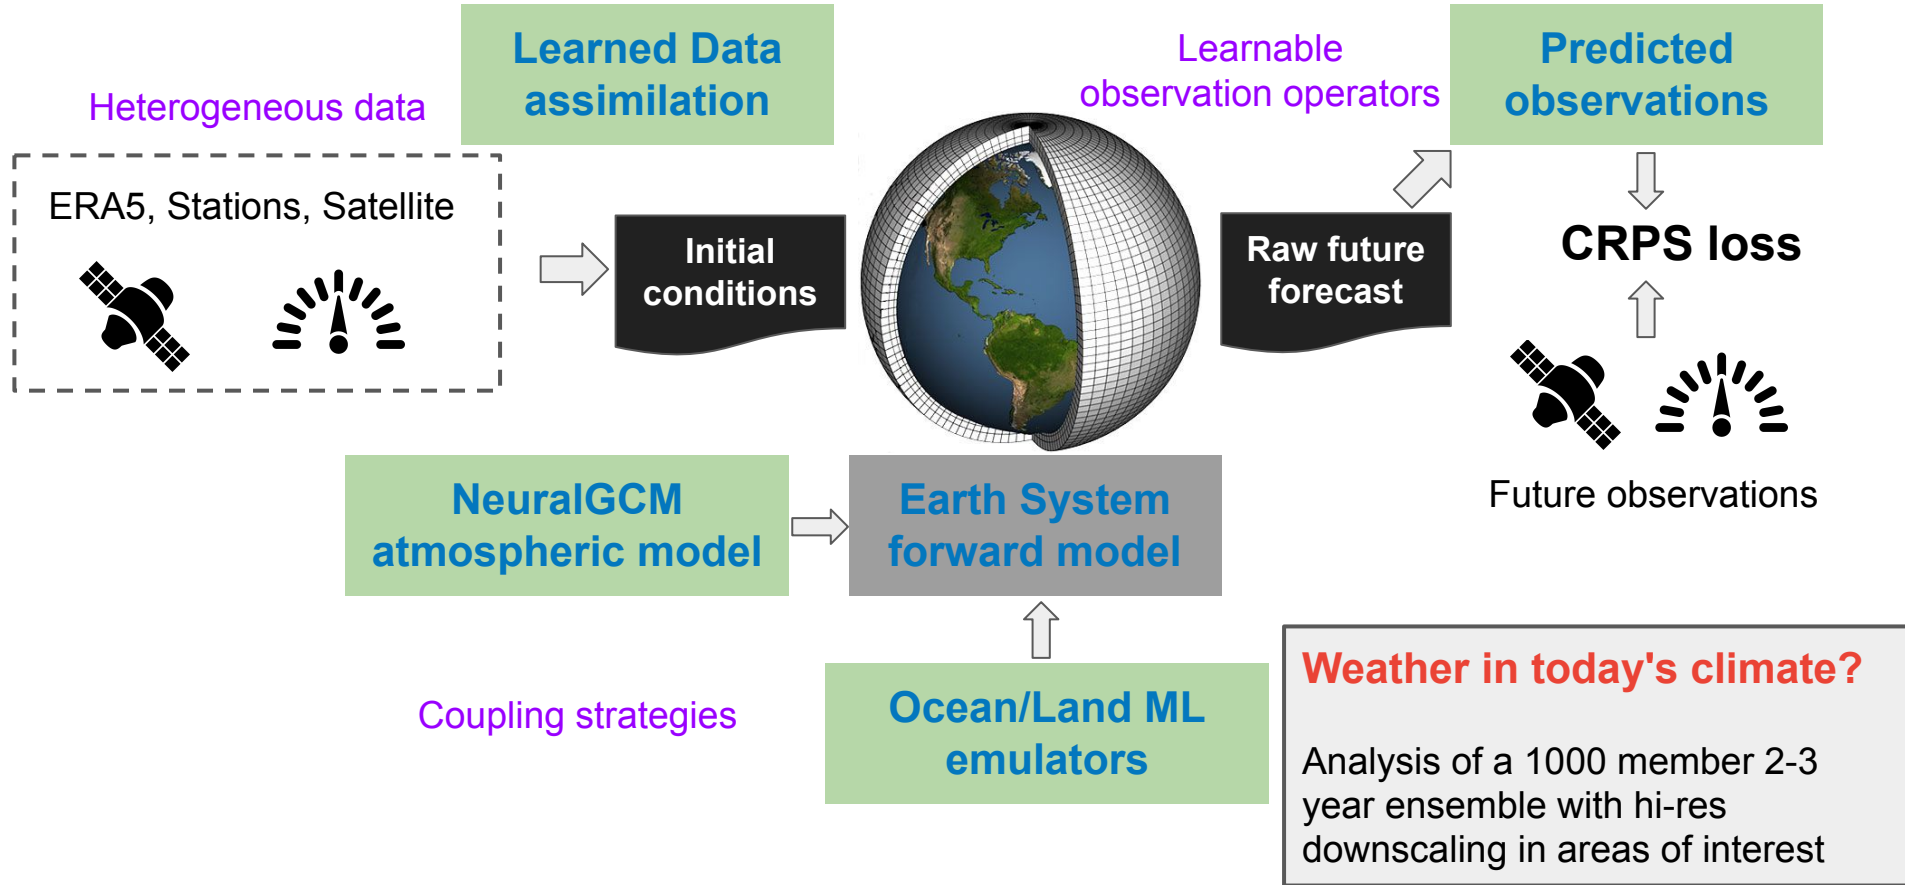 Learned Data
assimilation
Heterogeneous data
ERA5, Stations, Satellite
Initial
conditions
Learnable
observation operators
Predicted
observations
Raw future
forecast
CRPS loss
Future observations
NeuralGCM
atmospheric model
Earth System
forward model
Coupling strategies
Ocean/Land ML
emulators
Weather in today's climate?
Analysis of a 1000 member 2-3
year ensemble with hi-res
downscaling in areas of interest